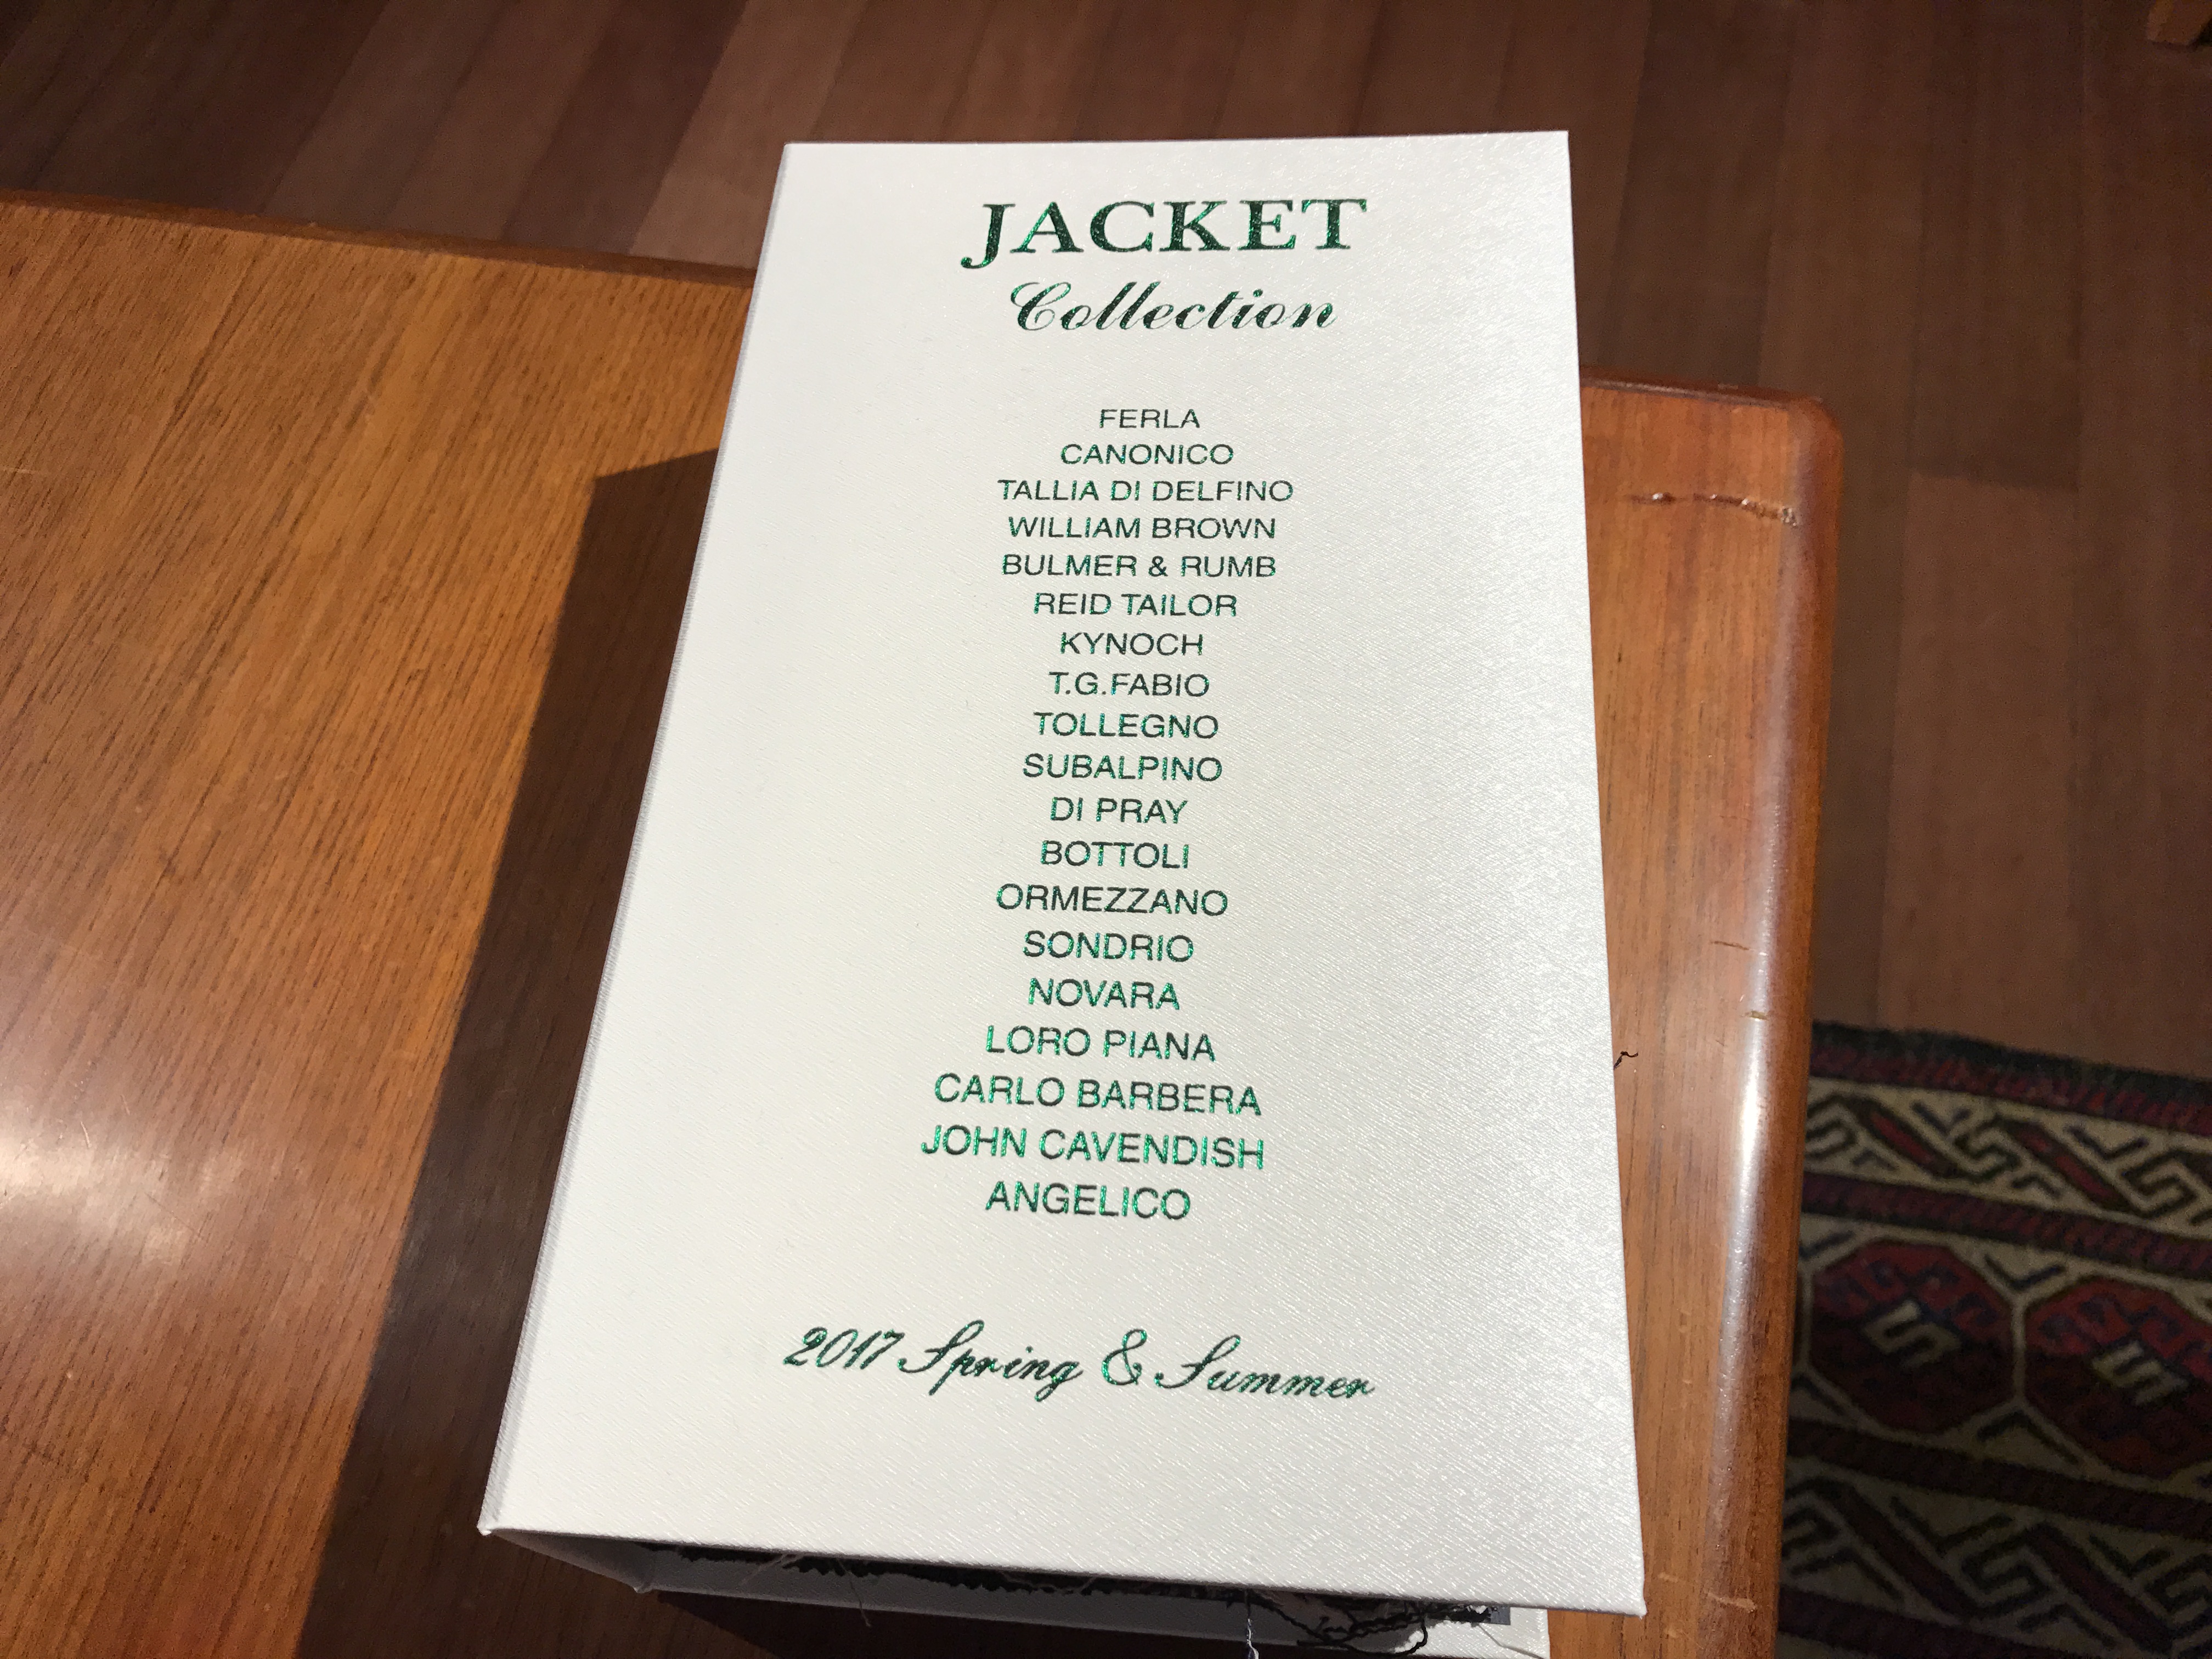 JACKET
Collection
FERLA
CANONICO
TALLIA DI DELFINO
WILLIAM BROWN
BULMER & RUMB
REID TAILOR
KYNOCH
T.G.FABIO
TOLLEGNO
SUBALPINO
DI PRAY
BOTTOLI
ORMEZZANO
SONDRIO
NOVARA
LORO PIANA
CARLO BARBERA
JOHN CAVENDISH
ANGELICO
2017 Spring & Summer